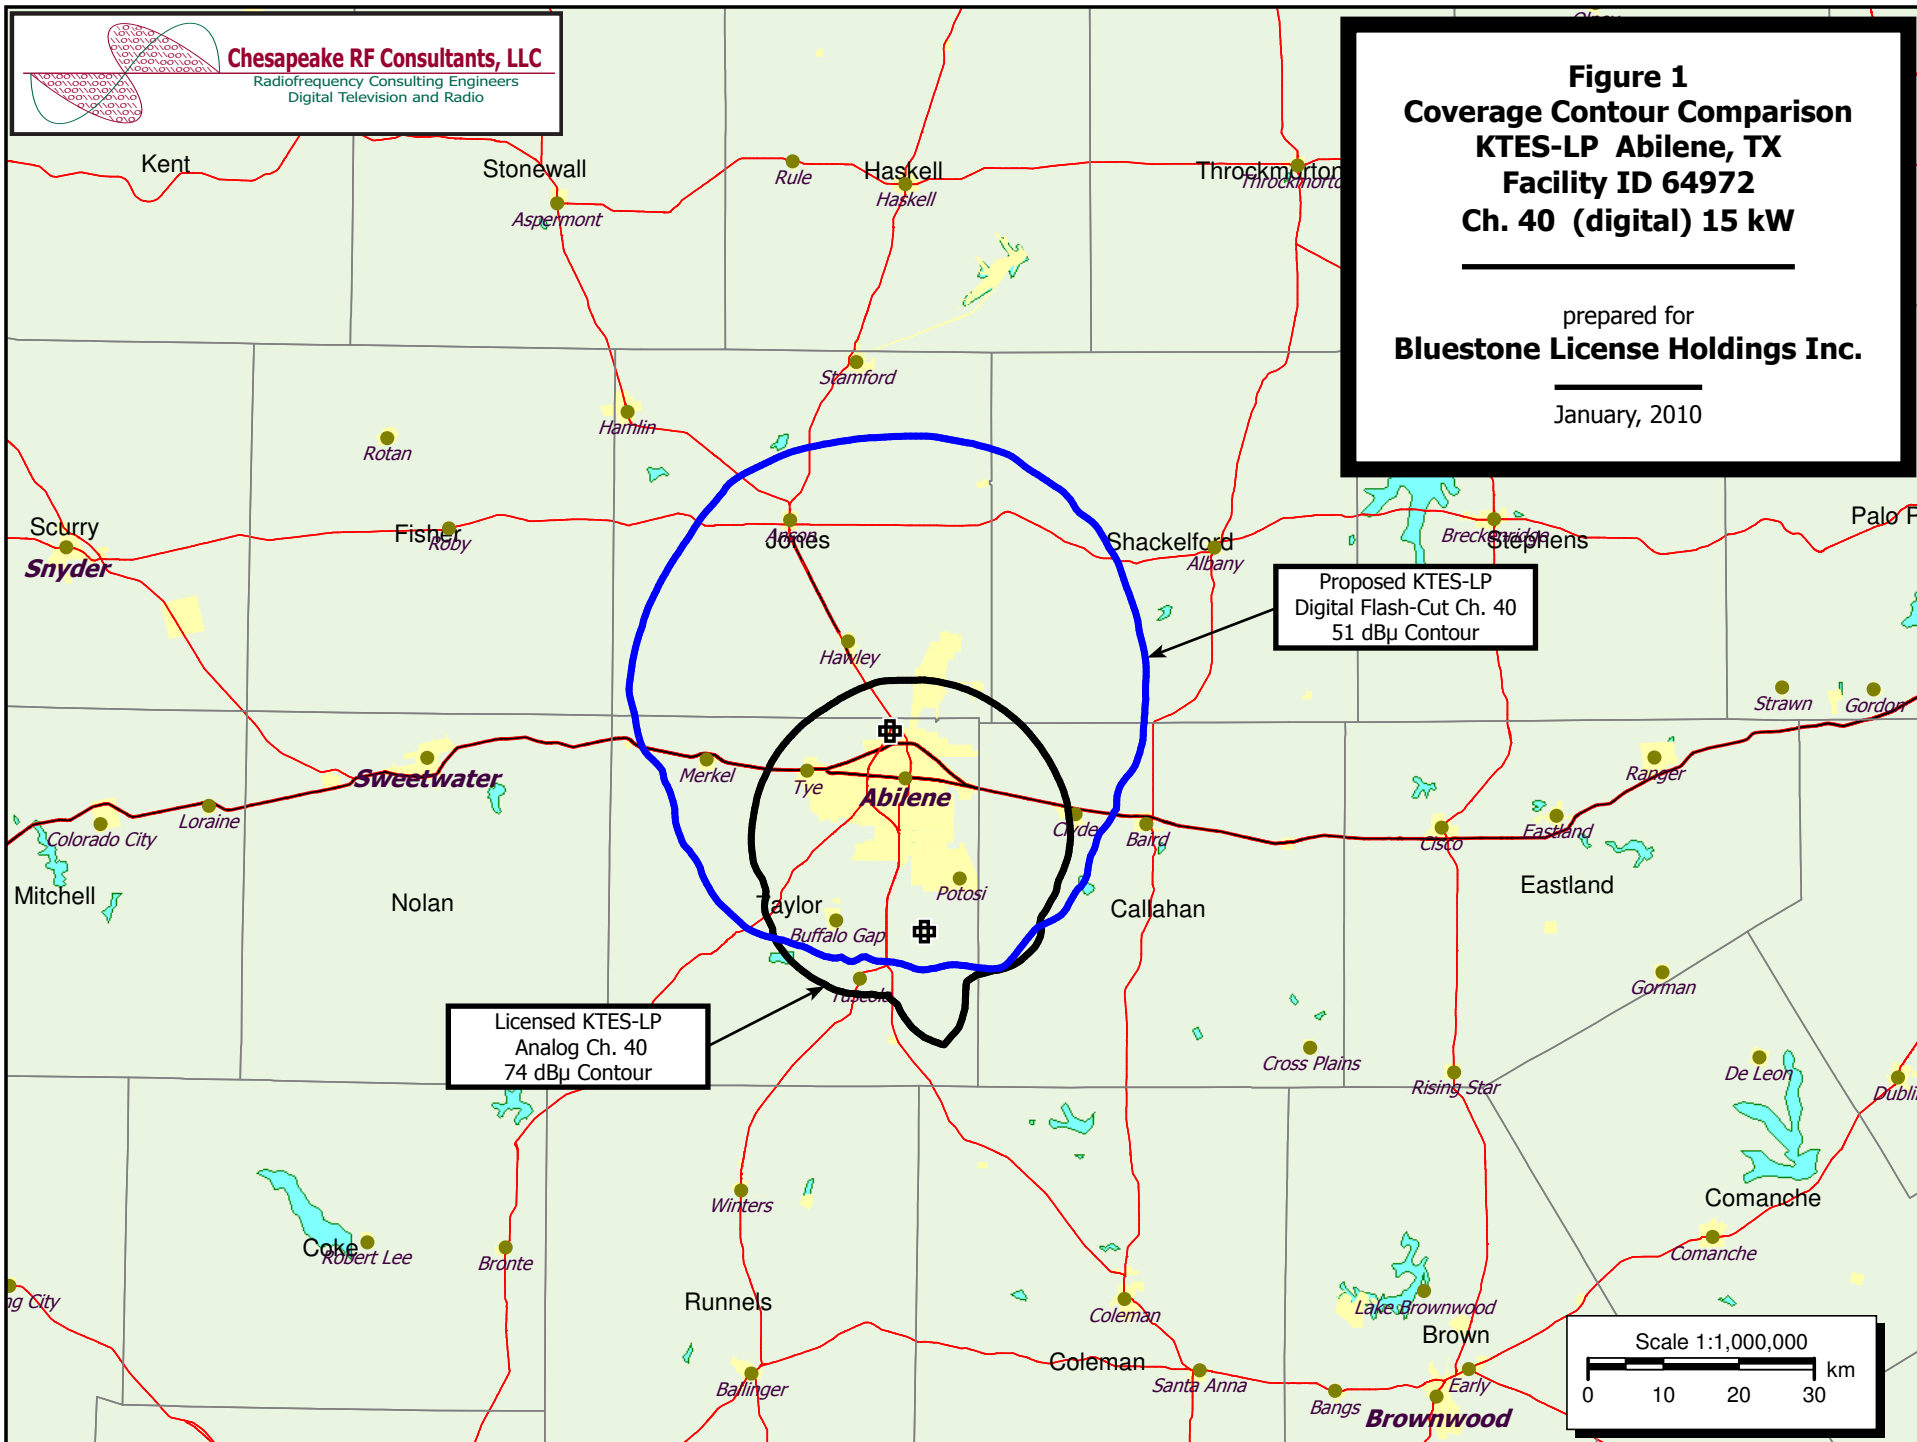 Chesapeake RF Consultants, LLC
Radiofrequency Consulting Engineers
Digital Television and Radio
Figure 1
Coverage Contour Comparison
KTES-LP Abilene, TX
Facility ID 64972
Ch. 40 (digital) 15 kW
prepared for
Bluestone License Holdings Inc.
January, 2010
Kent
Stonewall
Rule
Haskell
Haskell
Throckmorton
Aspermont
Stamford
Hamlin
Rotan
Scurry
Snyder
Fisher
Roby
Anson
Jones
Shackelford
Albany
Breckenridge
Stephens
Palo P
Proposed KTES-LP
Digital Flash-Cut Ch. 40
51 dBµ Contour
Hawley
Strawn
Gordon
Sweetwater
Merkel
Tye
Abilene
Ranger
Colorado City
Loraine
Clyde
Baird
Cisco
Eastland
Mitchell
Nolan
Taylor
Potosi
Callahan
Eastland
Buffalo Gap
Tuscola
Gorman
Licensed KTES-LP
Analog Ch. 40
74 dBµ Contour
Cross Plains
Rising Star
De Leon
Dublin
Winters
Comanche
Coke
Robert Lee
Bronte
Comanche
ng City
Runnels
Coleman
Lake Brownwood
Brown
Coleman
Ballinger
Santa Anna
Bangs
Early
Brownwood
Scale 1:1,000,000
km
0 10 20 30